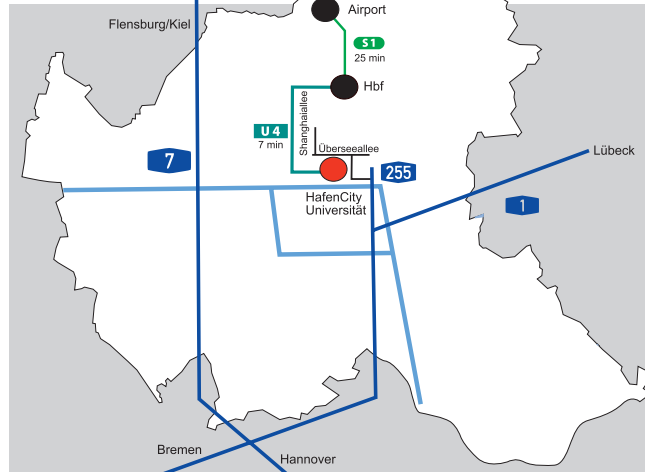 Airport
Flensburg/Kiel
S1
25 min
Hbf
U4
7 min
Shanghaiallee
Überseeallee
7
255
Lübeck
HafenCity
Universität
1
Bremen
Hannover